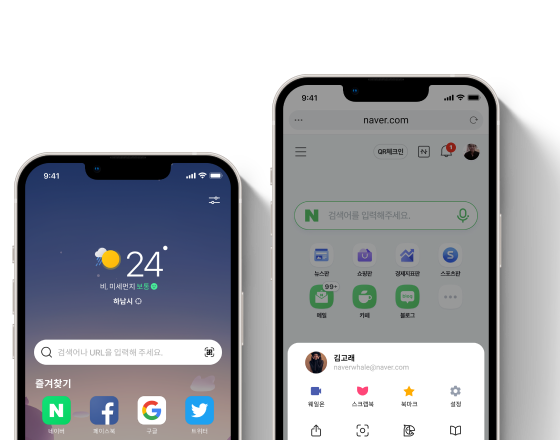 9:41
24°
비, 미세먼지 보통
하남시
검색어나 URL을 입력해 주세요.
즐겨찾기
N
네이버
f
페이스북
G
구글
트위터
9:41
naver.com
QR체크인
N
1
N
검색어를 입력해주세요.
뉴스판
쇼핑판
경제지표판
S
스포츠판
99+
메일
카페
블로그
김고래
naverwhale@naver.com
웨일온
스크랩북
북마크
설정